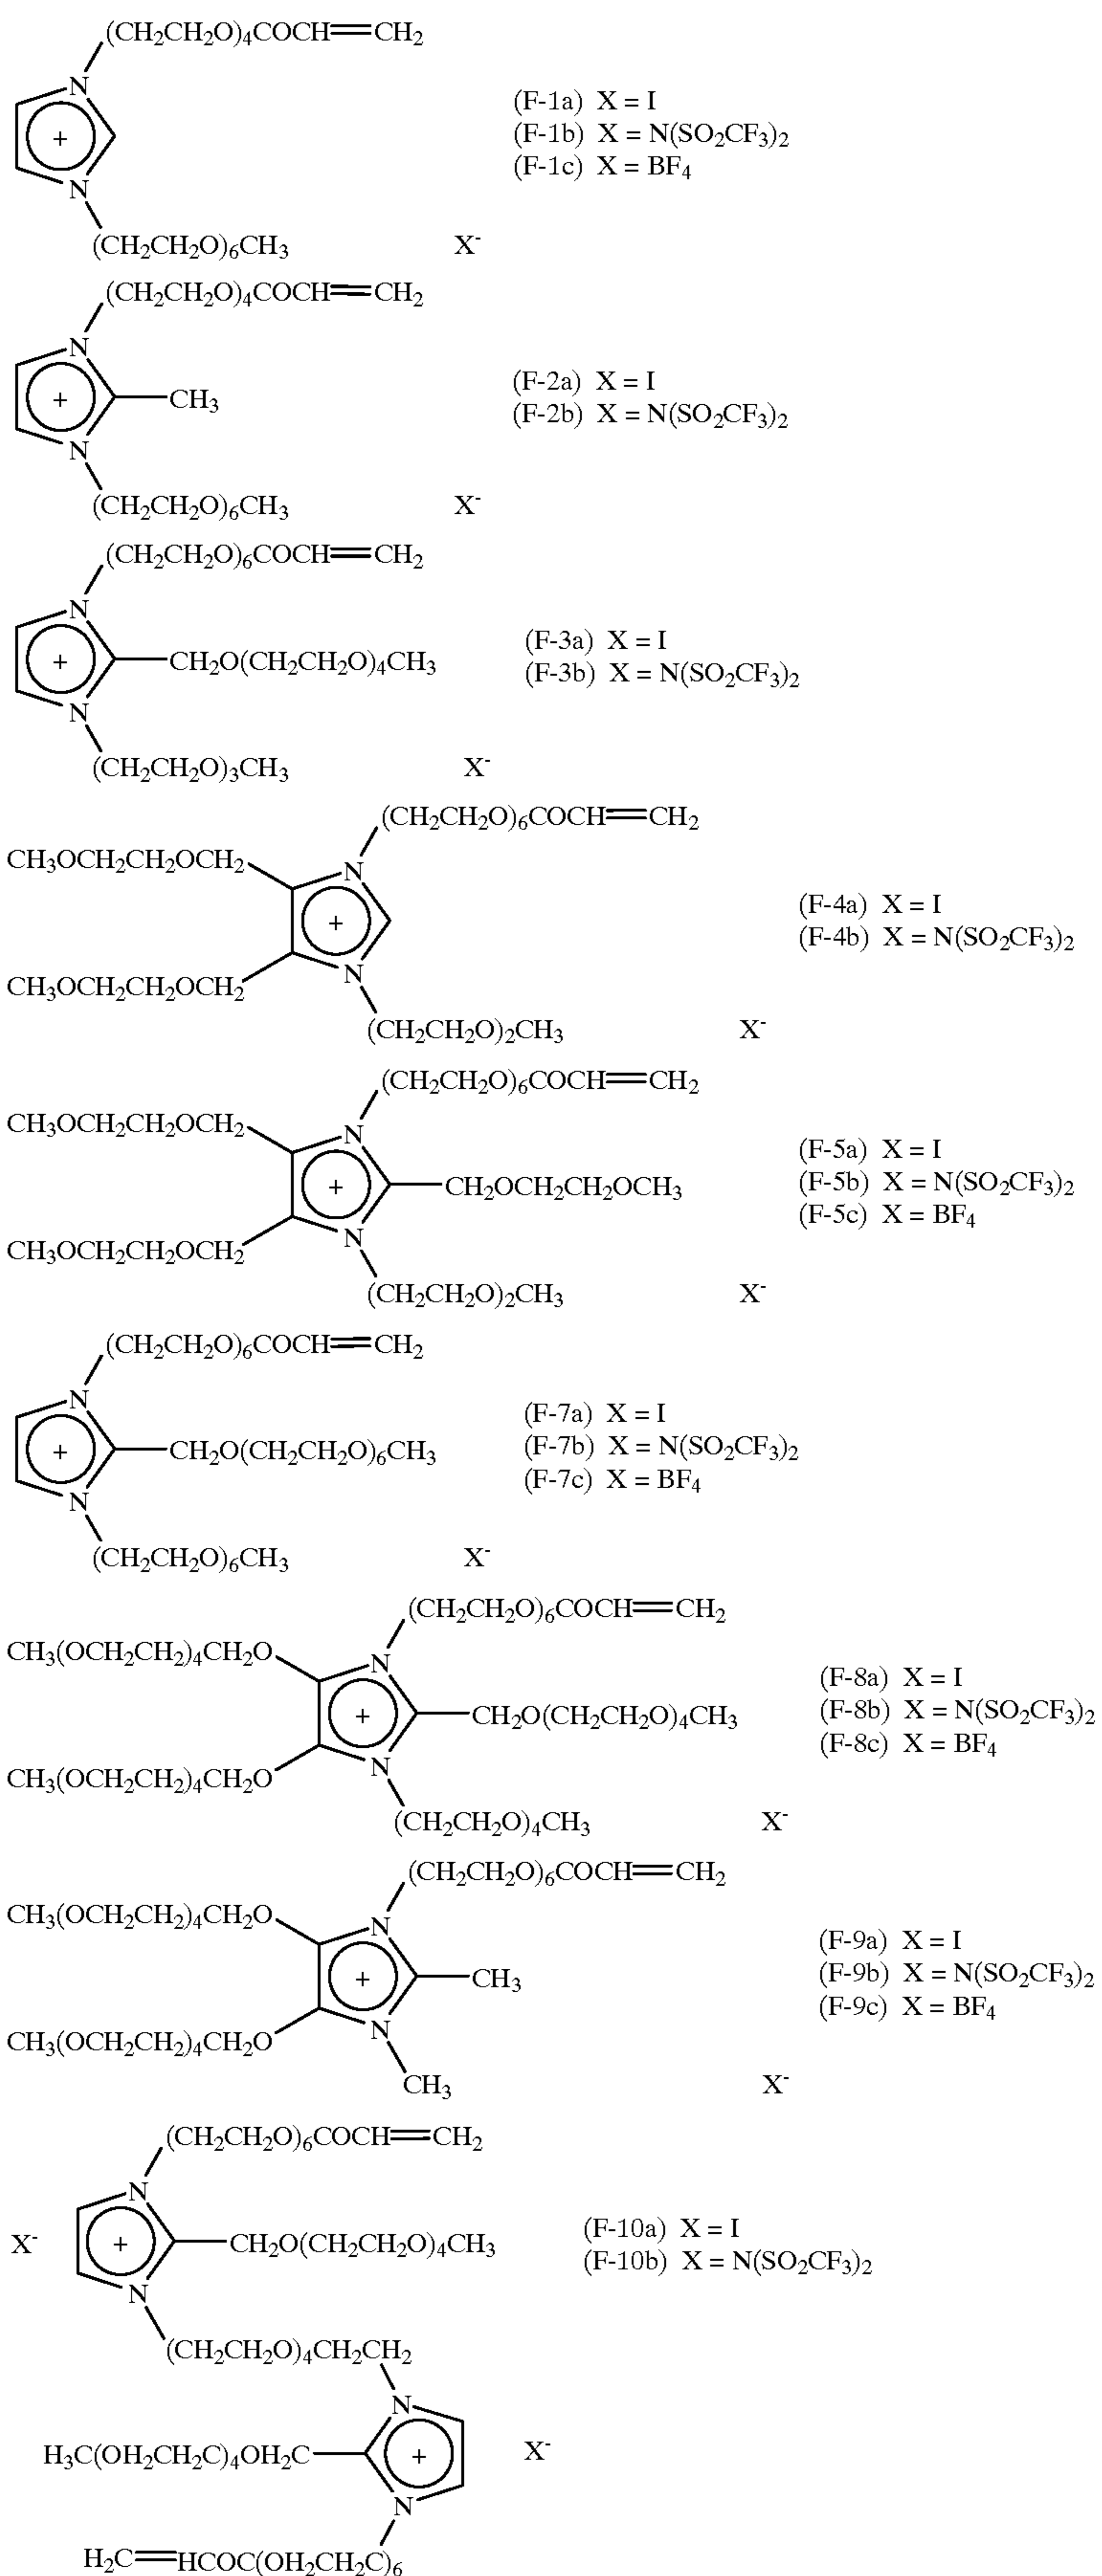 (CH₂CH₂O)₄COCH=CH₂
N
(F-1a) X = I
+
(F-1b) X = N(SO₂CF₃)₂
(F-1c) X = BF₄
N
(CH₂CH₂O)₆CH₃ X⁻
(CH₂CH₂O)₄COCH=CH₂
N
(F-2a) X = I
+ CH₃
(F-2b) X = N(SO₂CF₃)₂
N
(CH₂CH₂O)₆CH₃ X⁻
(CH₂CH₂O)₆COCH=CH₂
N
(F-3a) X = I
+ CH₂O(CH₂CH₂O)₄CH₃
(F-3b) X = N(SO₂CF₃)₂
N
(CH₂CH₂O)₃CH₃ X⁻
(CH₂CH₂O)₆COCH=CH₂
CH₃OCH₂CH₂OCH₂ N
(F-4a) X = I
+
(F-4b) X = N(SO₂CF₃)₂
CH₃OCH₂CH₂OCH₂ N
(CH₂CH₂O)₂CH₃ X⁻
(CH₂CH₂O)₆COCH=CH₂
CH₃OCH₂CH₂OCH₂ N
(F-5a) X = I
+ CH₂OCH₂CH₂OCH₃
(F-5b) X = N(SO₂CF₃)₂
(F-5c) X = BF₄
CH₃OCH₂CH₂OCH₂ N
(CH₂CH₂O)₂CH₃ X⁻
(CH₂CH₂O)₆COCH=CH₂
N
(F-7a) X = I
+ CH₂O(CH₂CH₂O)₆CH₃
(F-7b) X = N(SO₂CF₃)₂
(F-7c) X = BF₄
N
(CH₂CH₂O)₆CH₃ X⁻
(CH₂CH₂O)₆COCH=CH₂
CH₃(OCH₂CH₂)₄CH₂O N
(F-8a) X = I
+ CH₂O(CH₂CH₂O)₄CH₃
(F-8b) X = N(SO₂CF₃)₂
(F-8c) X = BF₄
CH₃(OCH₂CH₂)₄CH₂O N
(CH₂CH₂O)₄CH₃ X⁻
(CH₂CH₂O)₆COCH=CH₂
CH₃(OCH₂CH₂)₄CH₂O N
(F-9a) X = I
+ CH₃
(F-9b) X = N(SO₂CF₃)₂
(F-9c) X = BF₄
CH₃(OCH₂CH₂)₄CH₂O N
CH₃ X⁻
(CH₂CH₂O)₆COCH=CH₂
N
(F-10a) X = I
X⁻ + CH₂O(CH₂CH₂O)₄CH₃
(F-10b) X = N(SO₂CF₃)₂
N
(CH₂CH₂O)₄CH₂CH₂
N
H₃C(OH₂CH₂C)₄OH₂C + X⁻
N
H₂C=HCOC(OH₂CH₂C)₆